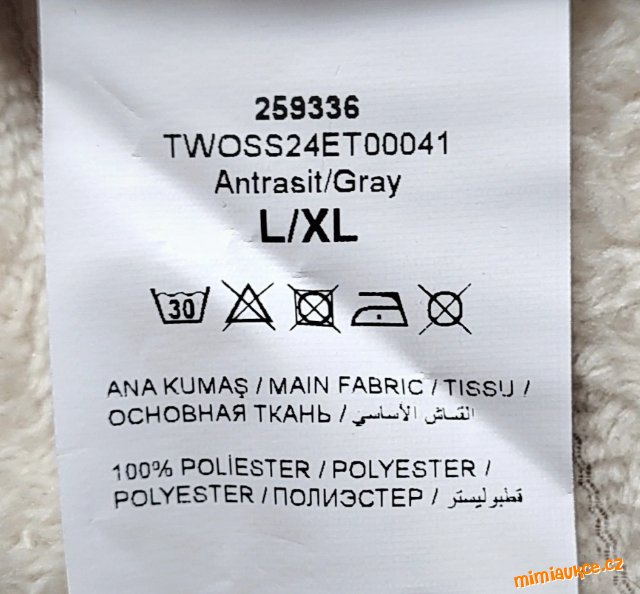 259336
TWOSS24ET00041
Antrasit/Gray
L/XL
30
ANA KUMAŞ / MAIN FABRIC / TISSU /
ОСНОВНАЯ ТКАНЬ / القماش الأساسي
100% POLİESTER / POLYESTER /
POLYESTER / ПОЛИЭСТЕР / قطبوليستر
mimiaukce.cz